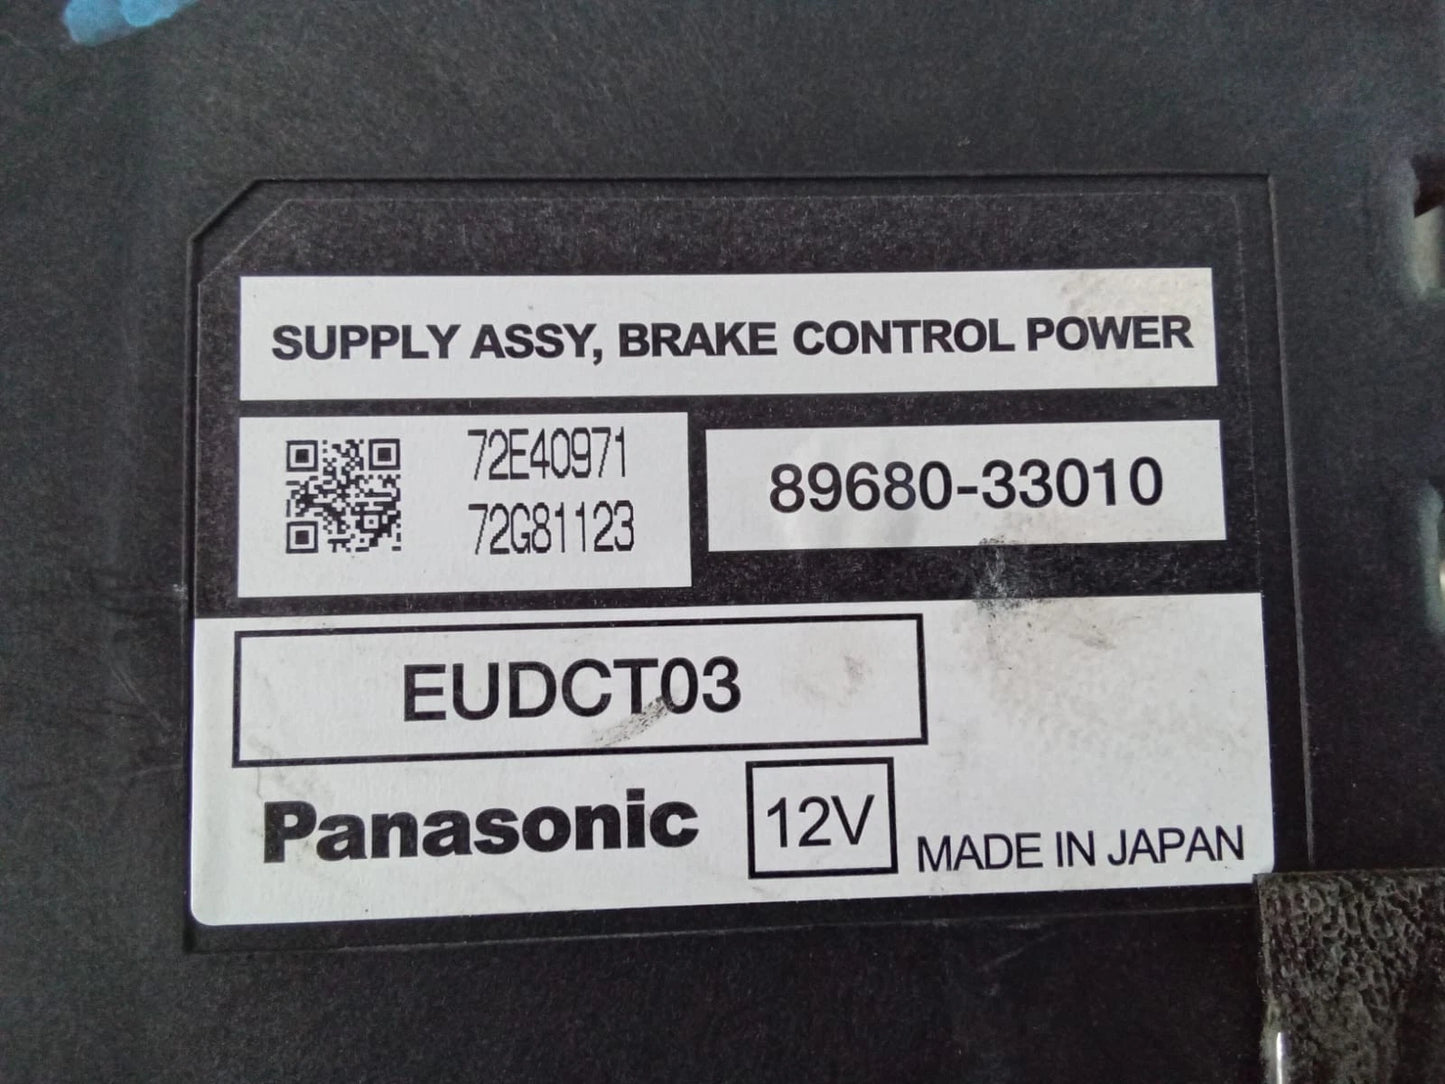 SUPPLY ASSY, BRAKE CONTROL POWER
72E40971
72G81123
89680-33010
EUDCT03
Panasonic
12V
MADE IN JAPAN